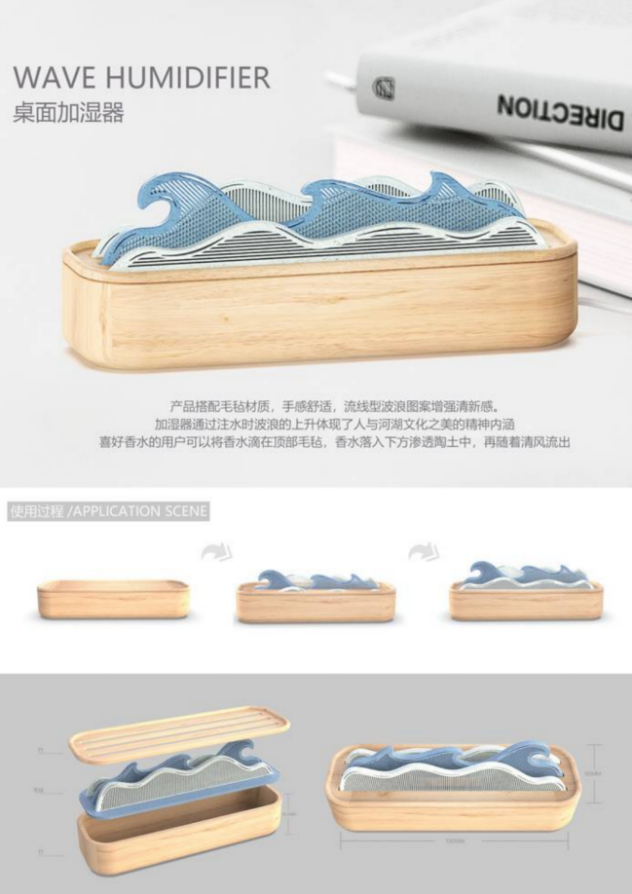 WAVE HUMIDIFIER
桌面加湿器
DIRECTION
产品搭配毛毡材质，手感舒适，流线型波浪图案增强清新感。
加湿器通过注水时波浪的上升体现了人与河湖文化之美的精神内涵
喜好香水的用户可以将香水滴在顶部毛毡，香水落入下方渗透陶土中，再随着清风流出
使用过程 /APPLICATION SCENE